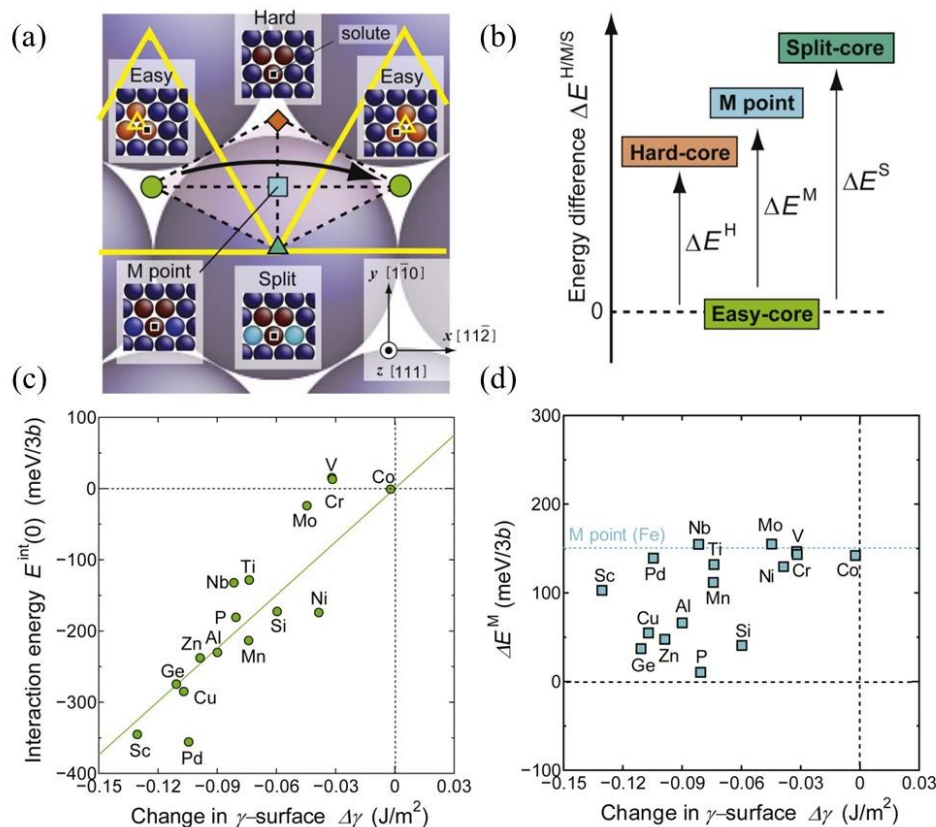 (a)
Hard
solute
Easy
Easy
M point
Split
y [11̅0]
x [112̅]
z [111]
(b)
Energy difference ΔE^H/M/S
Split-core
M point
Hard-core
ΔE^S
ΔE^M
ΔE^H
0
Easy-core
(c)
Interaction energy E^int(0) (meV/3b)
100
0
−100
−200
−300
−400
V
Co
Cr
Mo
Ti
Nb
Ni
P
Si
Al
Zn
Mn
Ge
Cu
Sc
Pd
−0.15
−0.12
−0.09
−0.06
−0.03
0
0.03
Change in γ–surface Δγ (J/m²)
(d)
ΔE^M (meV/3b)
300
200
100
0
−100
M point (Fe)
Nb
Mo
V
Ti
Sc
Pd
Ni
Cr
Co
Mn
Cu
Al
Si
Ge
Zn
P
−0.15
−0.12
−0.09
−0.06
−0.03
0
0.03
Change in γ–surface Δγ (J/m²)